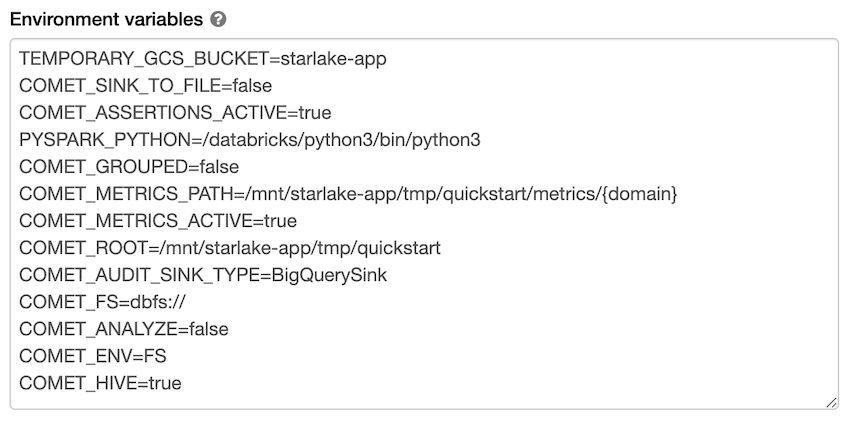 Environment variables ?
TEMPORARY_GCS_BUCKET=starlake-app
COMET_SINK_TO_FILE=false
COMET_ASSERTIONS_ACTIVE=true
PYSPARK_PYTHON=/databricks/python3/bin/python3
COMET_GROUPED=false
COMET_METRICS_PATH=/mnt/starlake-app/tmp/quickstart/metrics/{domain}
COMET_METRICS_ACTIVE=true
COMET_ROOT=/mnt/starlake-app/tmp/quickstart
COMET_AUDIT_SINK_TYPE=BigQuerySink
COMET_FS=dbfs://
COMET_ANALYZE=false
COMET_ENV=FS
COMET_HIVE=true